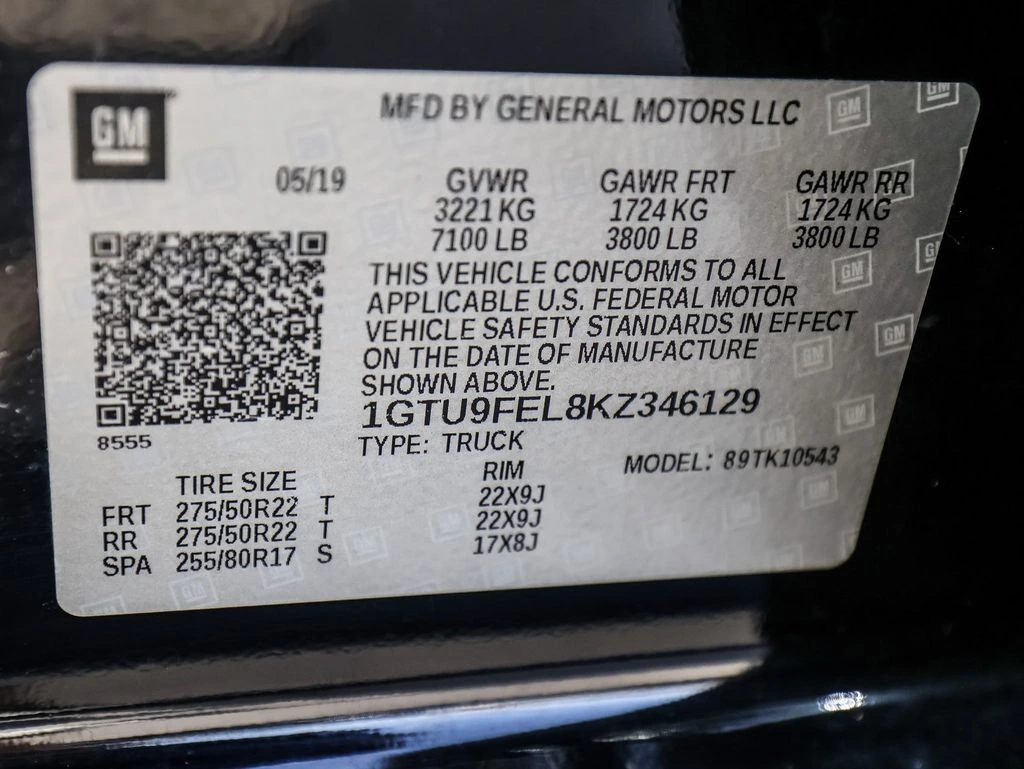 GM
MFD BY GENERAL MOTORS LLC
05/19 GVWR GAWR FRT GAWR RR
3221 KG 1724 KG 1724 KG
7100 LB 3800 LB 3800 LB
THIS VEHICLE CONFORMS TO ALL
APPLICABLE U.S. FEDERAL MOTOR
VEHICLE SAFETY STANDARDS IN EFFECT
ON THE DATE OF MANUFACTURE
SHOWN ABOVE.
1GTU9FEL8KZ346129
8555
TYPE: TRUCK
MODEL: 89TK10543
TIRE SIZE RIM
FRT 275/50R22 T 22X9J
RR 275/50R22 T 22X9J
SPA 255/80R17 S 17X8J